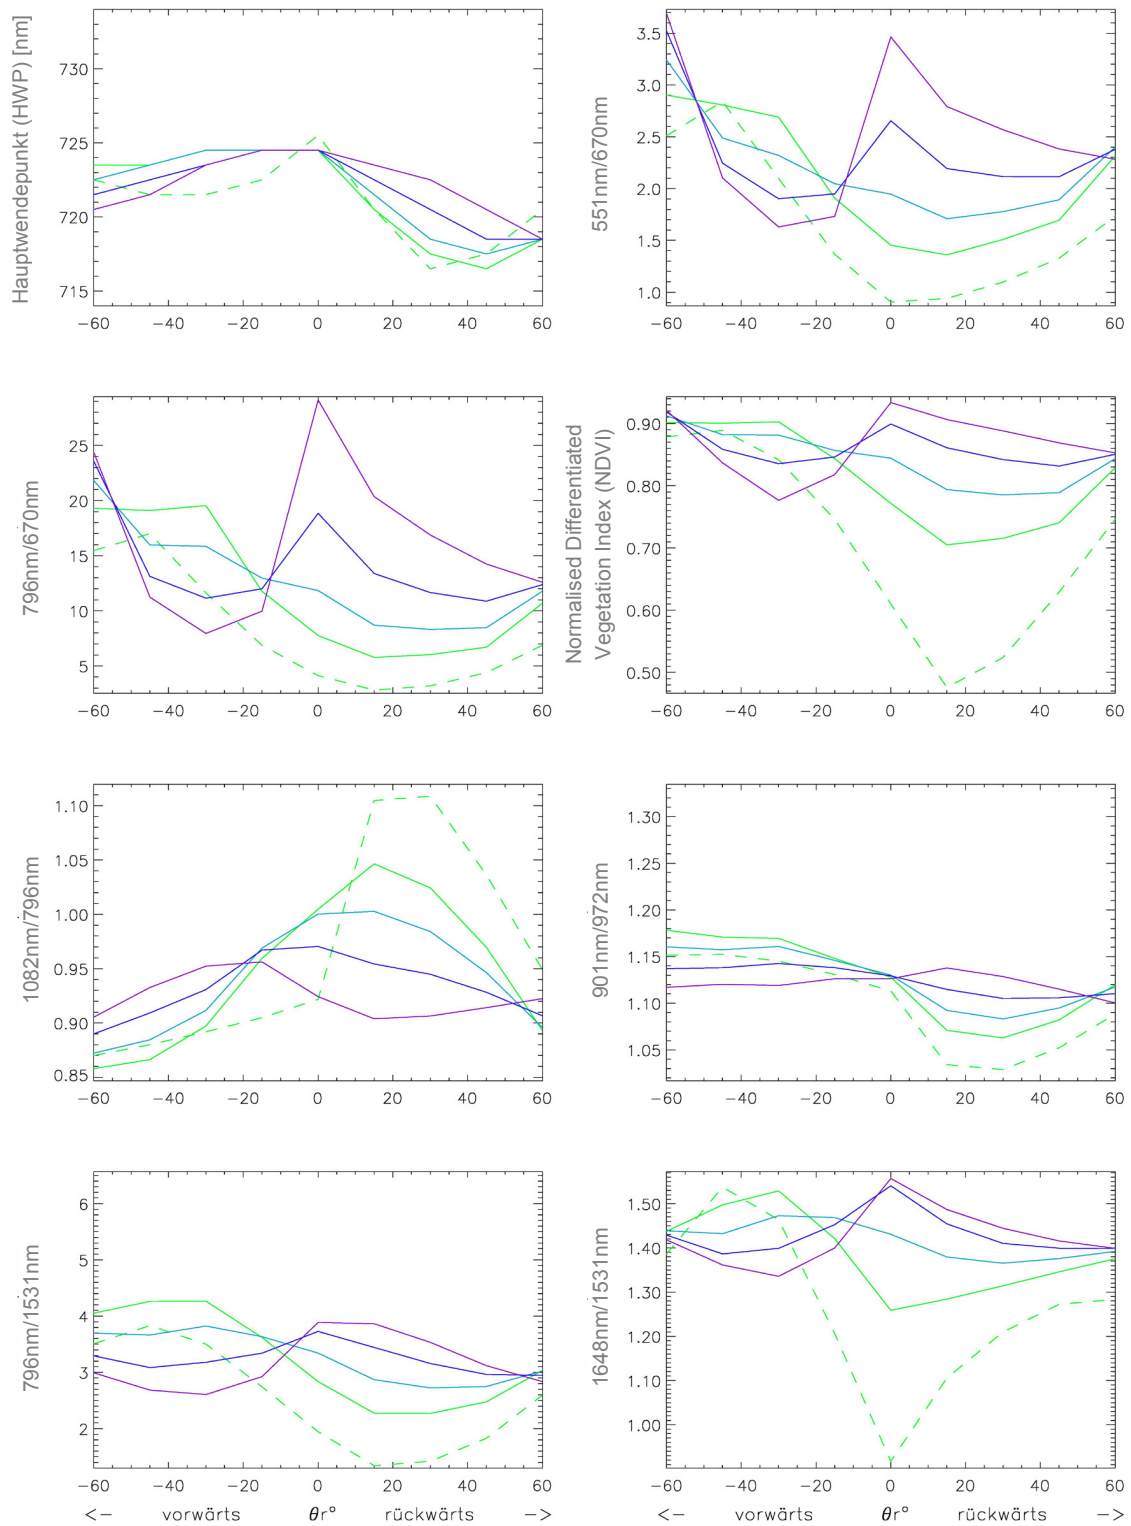 Hauptwendepunkt (HWP) [nm]
730
725
720
715
−60 −40 −20 0 20 40 60
551nm/670nm
3.5
3.0
2.5
2.0
1.5
1.0
−60 −40 −20 0 20 40 60
796nm/670nm
25
20
15
10
5
−60 −40 −20 0 20 40 60
Normalised Differentiated
Vegetation Index (NDVI)
0.90
0.80
0.70
0.60
0.50
−60 −40 −20 0 20 40 60
1082nm/796nm
1.10
1.05
1.00
0.95
0.90
0.85
−60 −40 −20 0 20 40 60
901nm/972nm
1.30
1.25
1.20
1.15
1.10
1.05
−60 −40 −20 0 20 40 60
796nm/1531nm
6
5
4
3
2
−60 −40 −20 0 20 40 60
<− vorwärts θr° rückwärts −>
1648nm/1531nm
1.50
1.40
1.30
1.20
1.10
1.00
−60 −40 −20 0 20 40 60
<− vorwärts θr° rückwärts −>